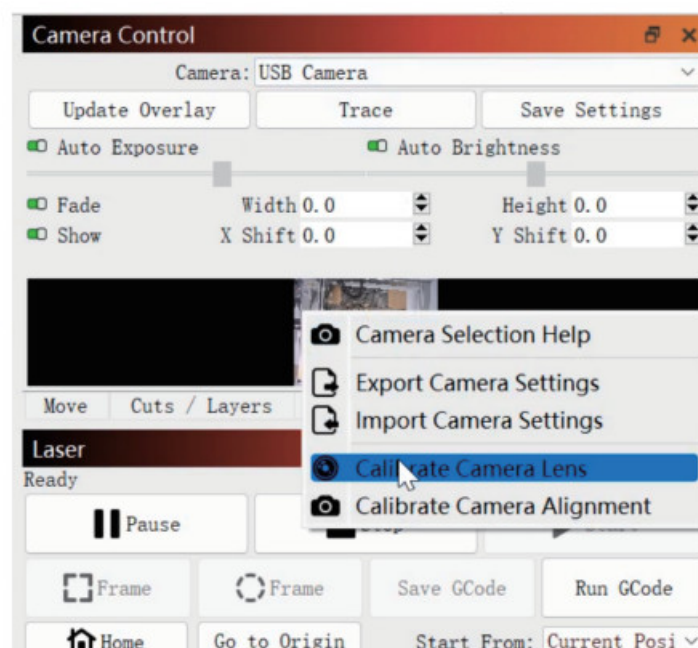 Camera Control
Camera: USB Camera
Update Overlay Trace Save Settings
Auto Exposure Auto Brightness
Fade Width 0.0 Height 0.0
Show X Shift 0.0 Y Shift 0.0
Camera Selection Help
Export Camera Settings
Import Camera Settings
Calibrate Camera Lens
Calibrate Camera Alignment
Move Cuts / Layers
Laser
Ready
Pause
Frame Frame Save GCode Run GCode
Home Go to Origin Start From: Current Posi